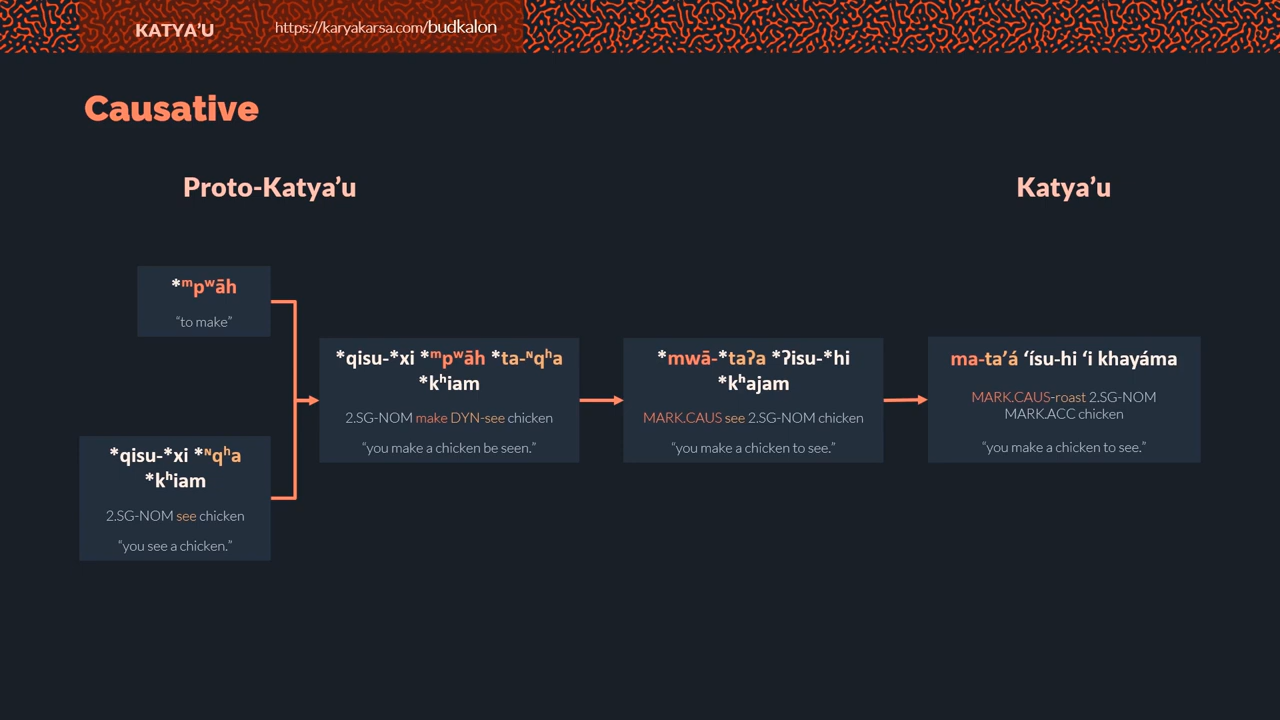 KATYA'U
https://karyakarsa.com/budkalon
Causative
Proto-Katya’u
Katya’u
*ᵐpʷāh
“to make”
*qisu-*xi *ᶰqʰa
*kʰiam
2.SG-NOM see chicken
“you see a chicken.”
*qisu-*xi *ᵐpʷāh *ta-ᶰqʰa
*kʰiam
2.SG-NOM make DYN-see chicken
“you make a chicken be seen.”
*mwā-*taʔa *ʔisu-*hi
*kʰajam
MARK.CAUS see 2.SG-NOM chicken
“you make a chicken to see.”
ma-ta’á ‘ísu-hi ‘i khayáma
MARK.CAUS-roast 2.SG-NOM
MARK.ACC chicken
“you make a chicken to see.”